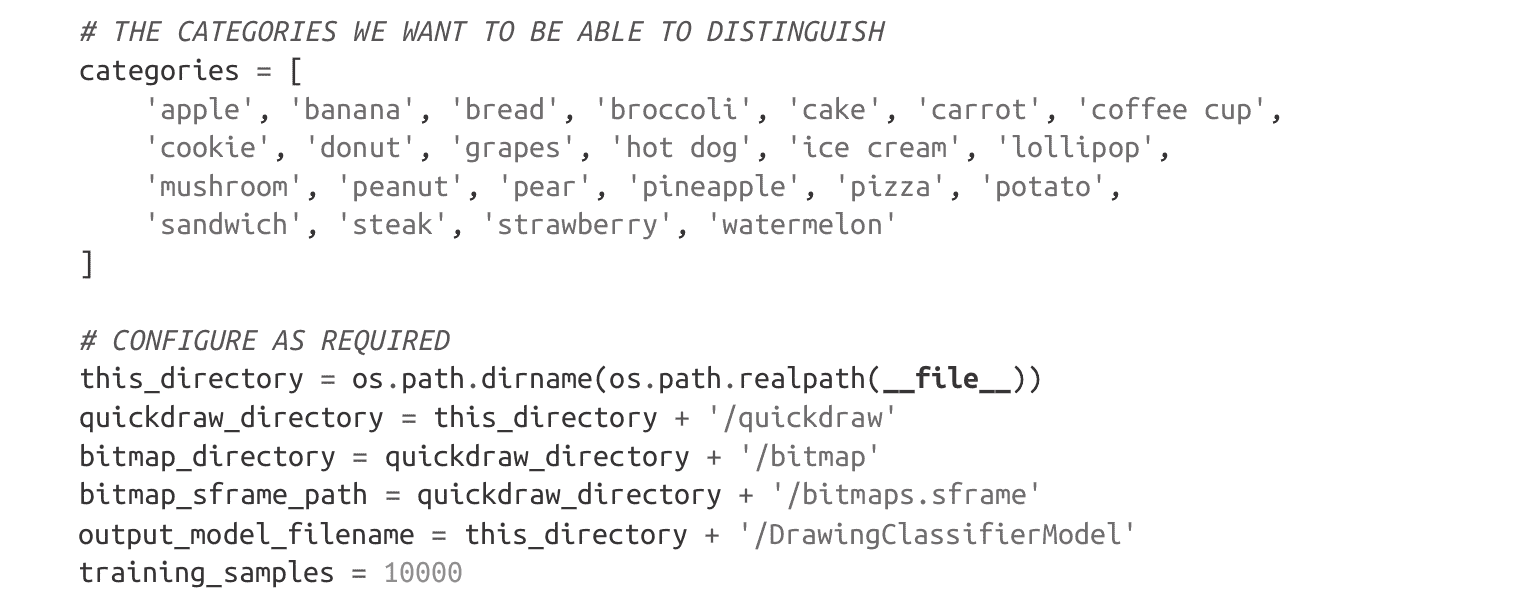 # THE CATEGORIES WE WANT TO BE ABLE TO DISTINGUISH
categories = [
    'apple', 'banana', 'bread', 'broccoli', 'cake', 'carrot', 'coffee cup',
    'cookie', 'donut', 'grapes', 'hot dog', 'ice cream', 'lollipop',
    'mushroom', 'peanut', 'pear', 'pineapple', 'pizza', 'potato',
    'sandwich', 'steak', 'strawberry', 'watermelon'
]

# CONFIGURE AS REQUIRED
this_directory = os.path.dirname(os.path.realpath(__file__))
quickdraw_directory = this_directory + '/quickdraw'
bitmap_directory = quickdraw_directory + '/bitmap'
bitmap_sframe_path = quickdraw_directory + '/bitmaps.sframe'
output_model_filename = this_directory + '/DrawingClassifierModel'
training_samples = 10000